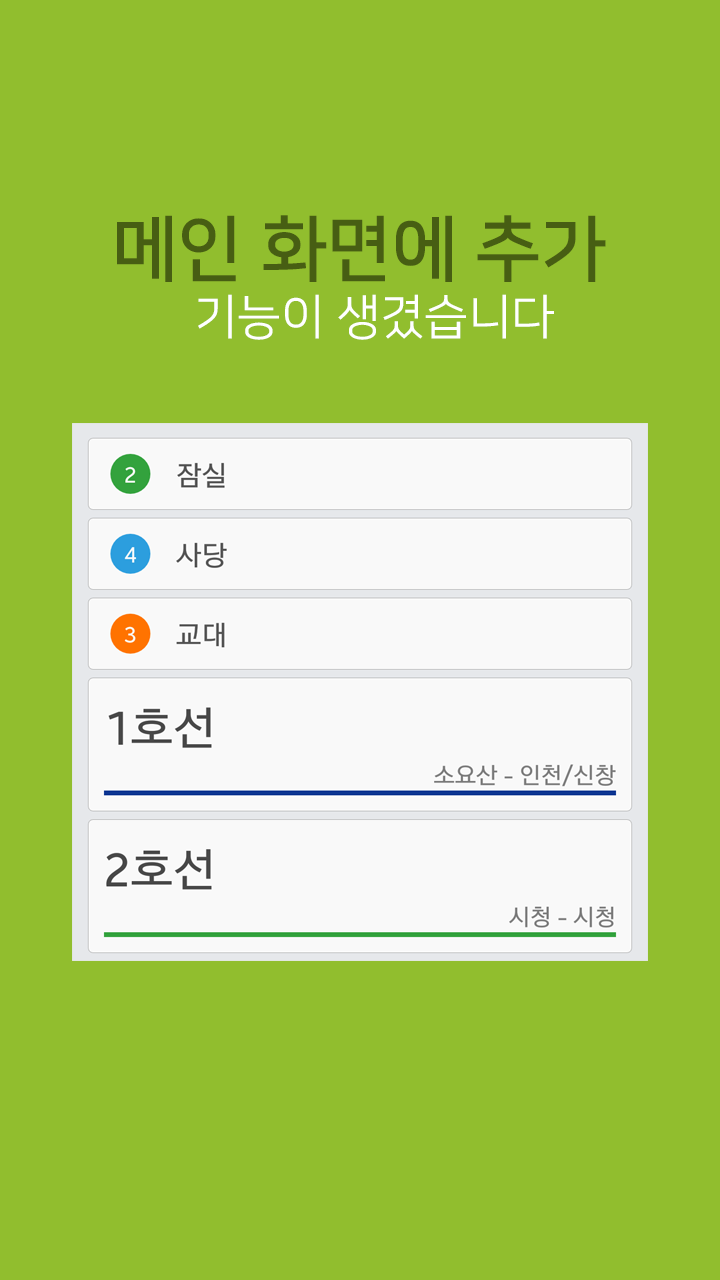 메인 화면에 추가
기능이 생겼습니다
2 잠실
4 사당
3 교대
1호선
소요산 - 인천/신창
2호선
시청 - 시청